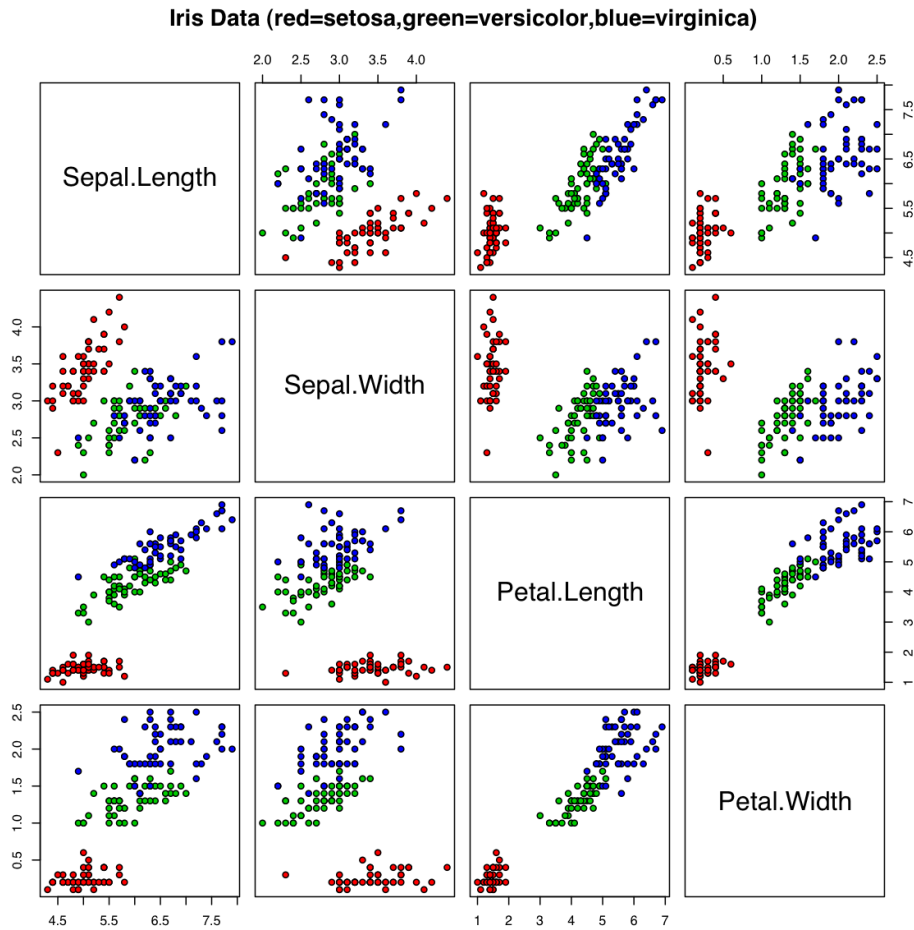 Iris Data (red=setosa,green=versicolor,blue=virginica)
2.0 3.0 3.5 4.0 0.5 1.0 1.5 2.0 2.5
Sepal.Length
4.5 5.5 6.5 7.5
2.0 2.5 3.0 3.5 4.0
Sepal.Width
Petal.Length
1 2 3 4 5 6 7
0.5 1.0 1.5 2.0 2.5
Petal.Width
4.5 5.5 6.5 7.5 1 2 3 4 5 6 7